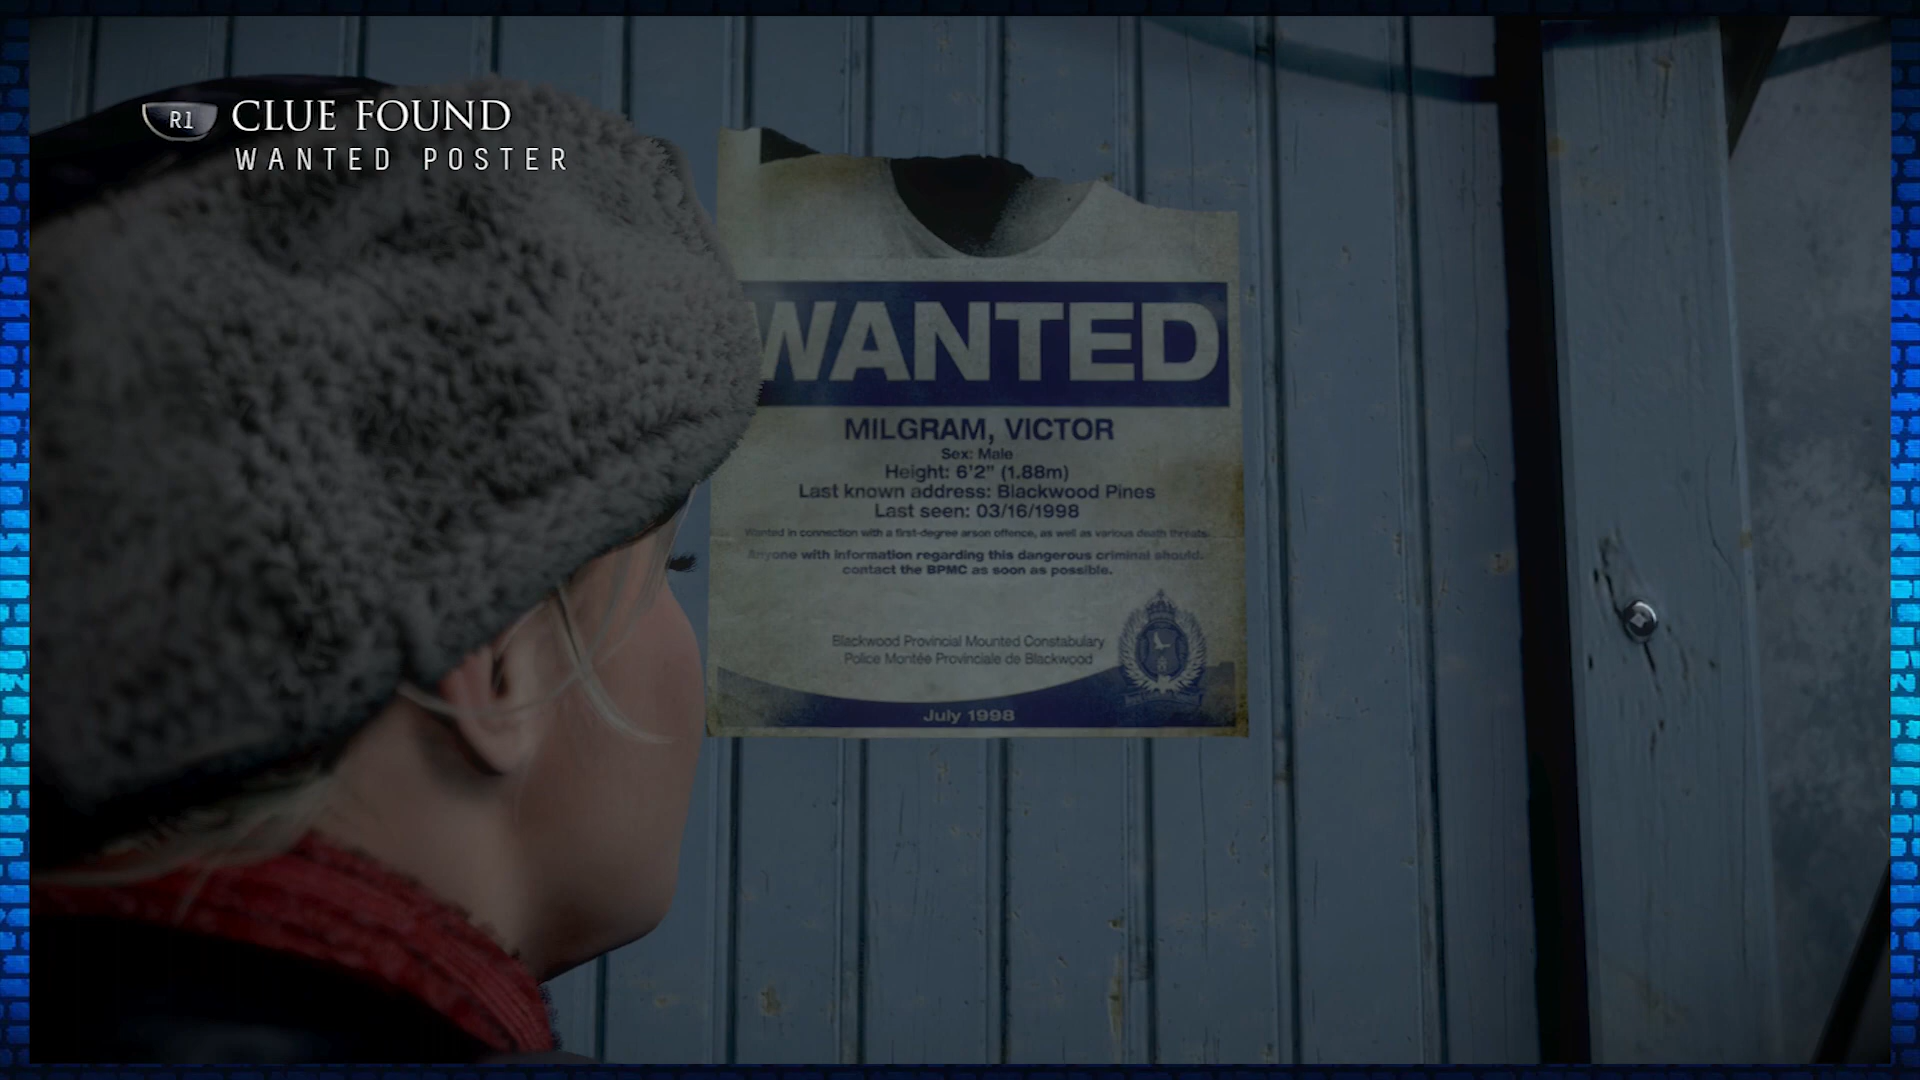 R1 CLUE FOUND
WANTED POSTER
WANTED
MILGRAM, VICTOR
Sex: Male
Height: 6'2" (1.88m)
Last known address: Blackwood Pines
Last seen: 03/16/1998
Wanted in connection with a first-degree arson offence, as well as various death threats.
Anyone with information regarding this dangerous criminal should.
contact the BPMC as soon as possible.
Blackwood Provincial Mounted Constabulary
Police Montée Provinciale de Blackwood
July 1998